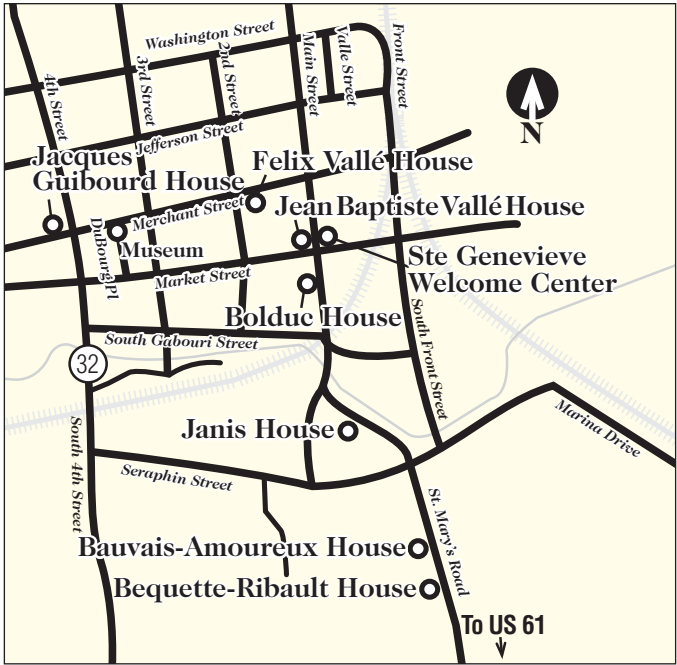 Washington Street
2nd Street
3rd Street
4th Street
Main Street
Valle Street
Front Street
N
Jefferson Street
Jacques
Guibourd House
Felix Vallé House
Merchant Street
Jean Baptiste Vallé House
DuBourg Pl
Museum
Ste Genevieve
Welcome Center
Market Street
Bolduc House
South Gabouri Street
South Front Street
32
Janis House
Marina Drive
South 4th Street
Seraphin Street
St. Mary's Road
Bauvais-Amoureux House
Bequette-Ribault House
To US 61